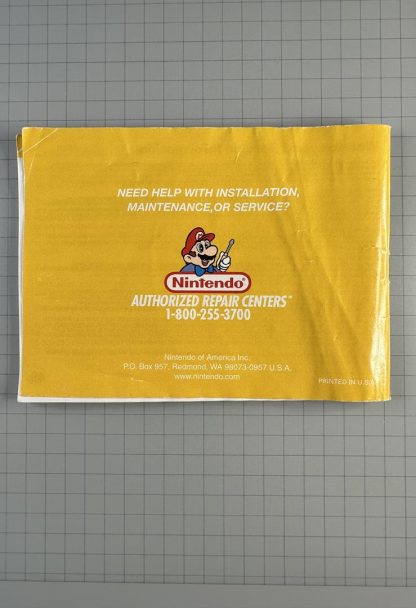 NEED HELP WITH INSTALLATION,
MAINTENANCE,OR SERVICE?
Nintendo®
AUTHORIZED REPAIR CENTERS™
1-800-255-3700
Nintendo of America Inc.
P.O. Box 957, Redmond, WA 98073-0957 U.S.A.
www.nintendo.com
PRINTED IN U.S.A.